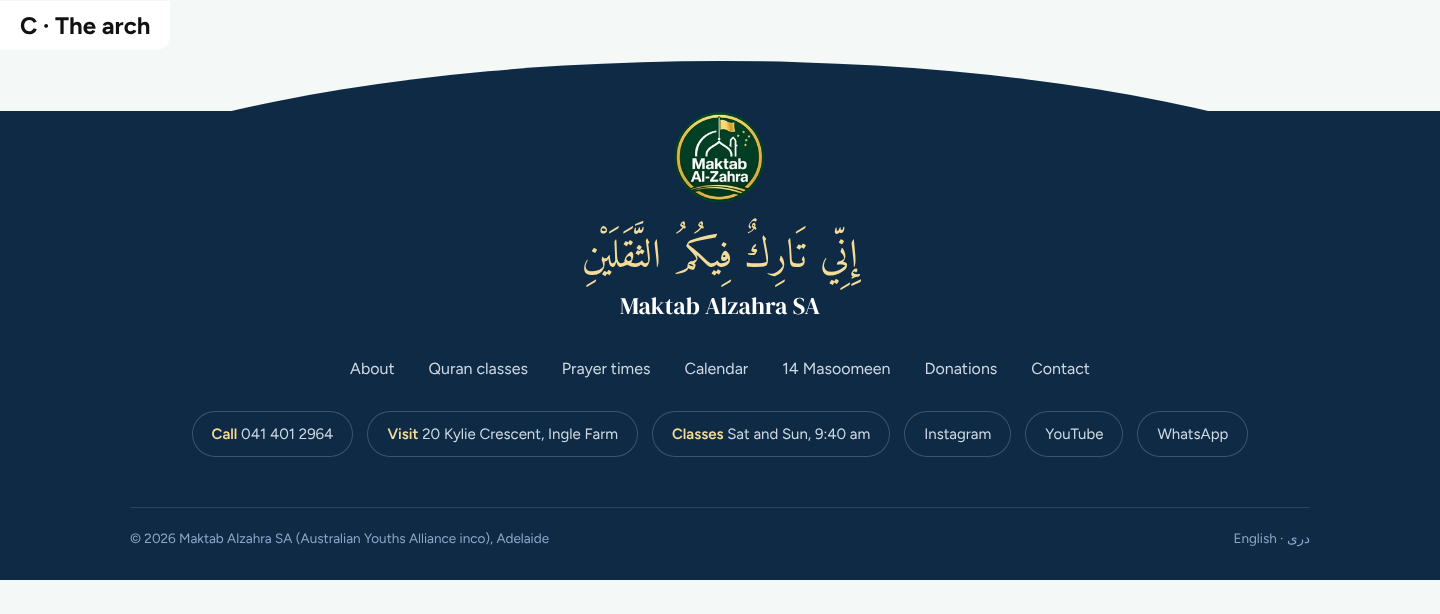 C · The arch
Maktab
Al-Zahra
إِنِّي تَارِكٌ فِيكُمُ الثَّقَلَيْنِ
Maktab Alzahra SA
About Quran classes Prayer times Calendar 14 Masoomeen Donations Contact
Call 041 401 2964 Visit 20 Kylie Crescent, Ingle Farm Classes Sat and Sun, 9:40 am Instagram YouTube WhatsApp
© 2026 Maktab Alzahra SA (Australian Youths Alliance inco), Adelaide English · دری